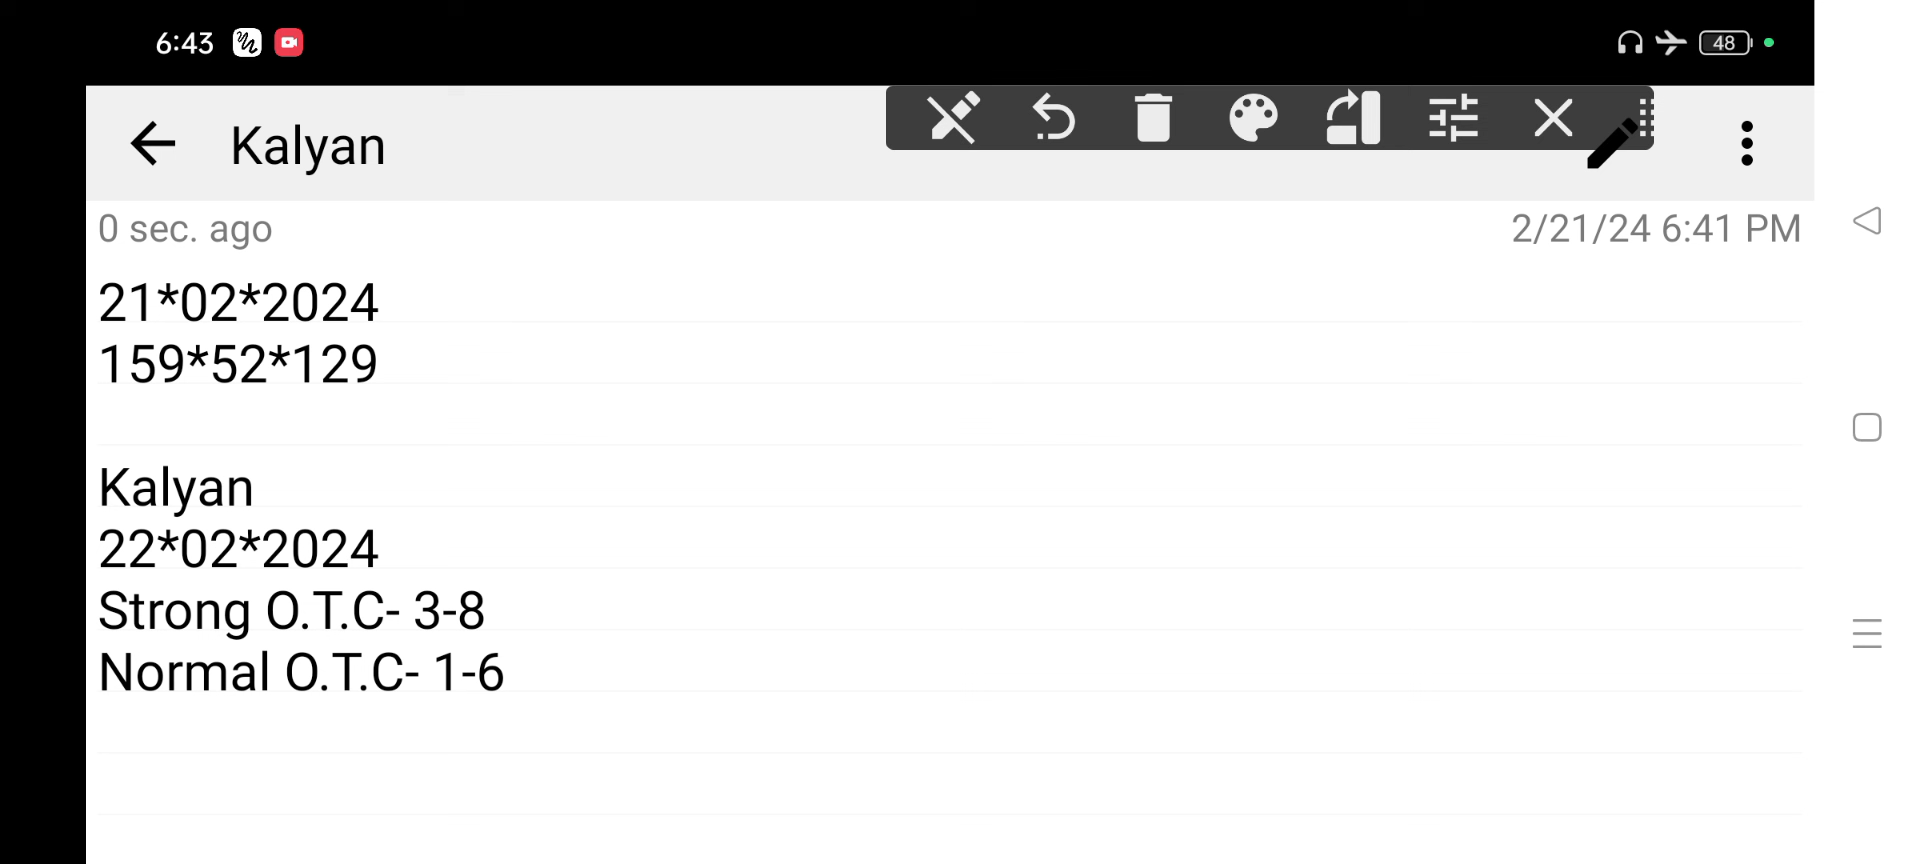 6:43
48
Kalyan
0 sec. ago
2/21/24 6:41 PM
21*02*2024
159*52*129
Kalyan
22*02*2024
Strong O.T.C- 3-8
Normal O.T.C- 1-6